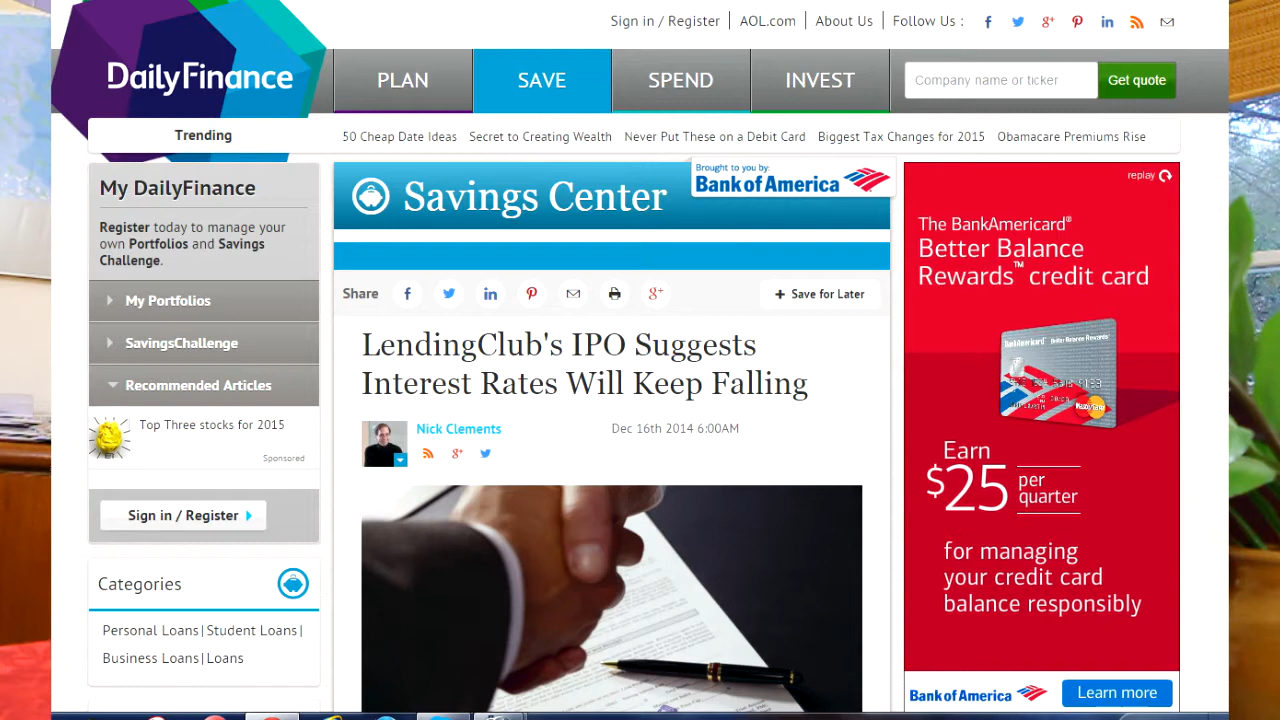 Sign in / Register | AOL.com | About Us | Follow Us :
DailyFinance
PLAN
SAVE
SPEND
INVEST
Company name or ticker
Get quote
Trending
50 Cheap Date Ideas
Secret to Creating Wealth
Never Put These on a Debit Card
Biggest Tax Changes for 2015
Obamacare Premiums Rise
My DailyFinance
Register today to manage your
own Portfolios and Savings
Challenge.
My Portfolios
SavingsChallenge
Recommended Articles
Top Three stocks for 2015
Sponsored
Sign in / Register
Categories
Personal Loans| Student Loans|
Business Loans| Loans
Savings Center
Brought to you by:
Bank of America
Share
+ Save for Later
LendingClub's IPO Suggests
Interest Rates Will Keep Falling
Nick Clements
Dec 16th 2014 6:00AM
replay
The BankAmericard®
Better Balance
Rewards™ credit card
BankAmericard
Better Balance Rewards
MasterCard
Earn
$25 per
quarter
for managing
your credit card
balance responsibly
Bank of America
Learn more